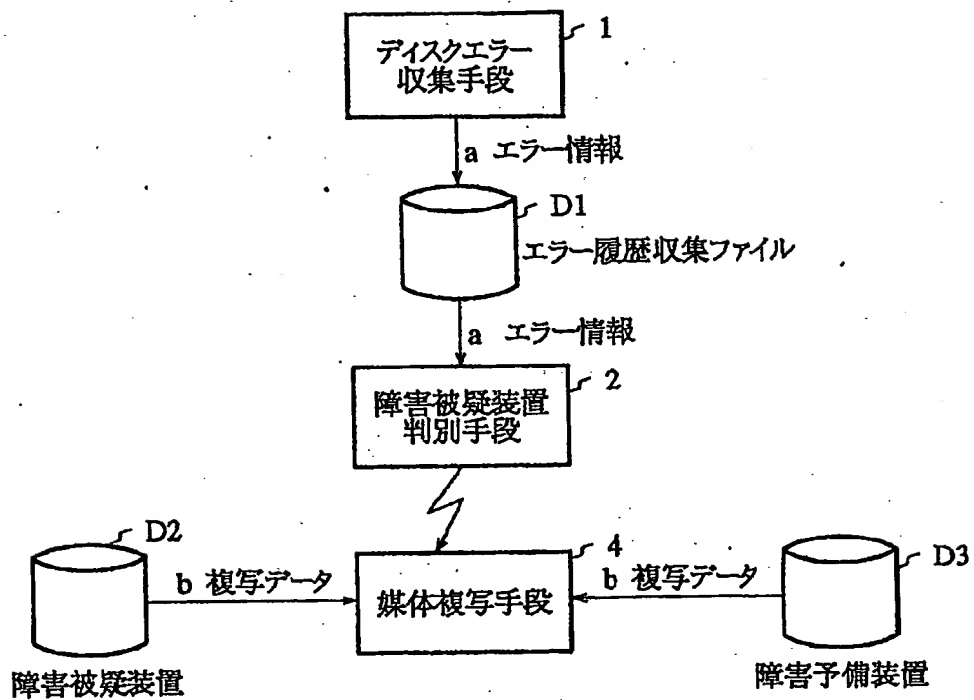 1
ディスクエラー
収集手段
a エラー情報
D1
エラー履歴収集ファイル
a エラー情報
2
障害被疑装置
判別手段
D2
4
D3
b 複写データ
媒体複写手段
b 複写データ
障害被疑装置
障害予備装置